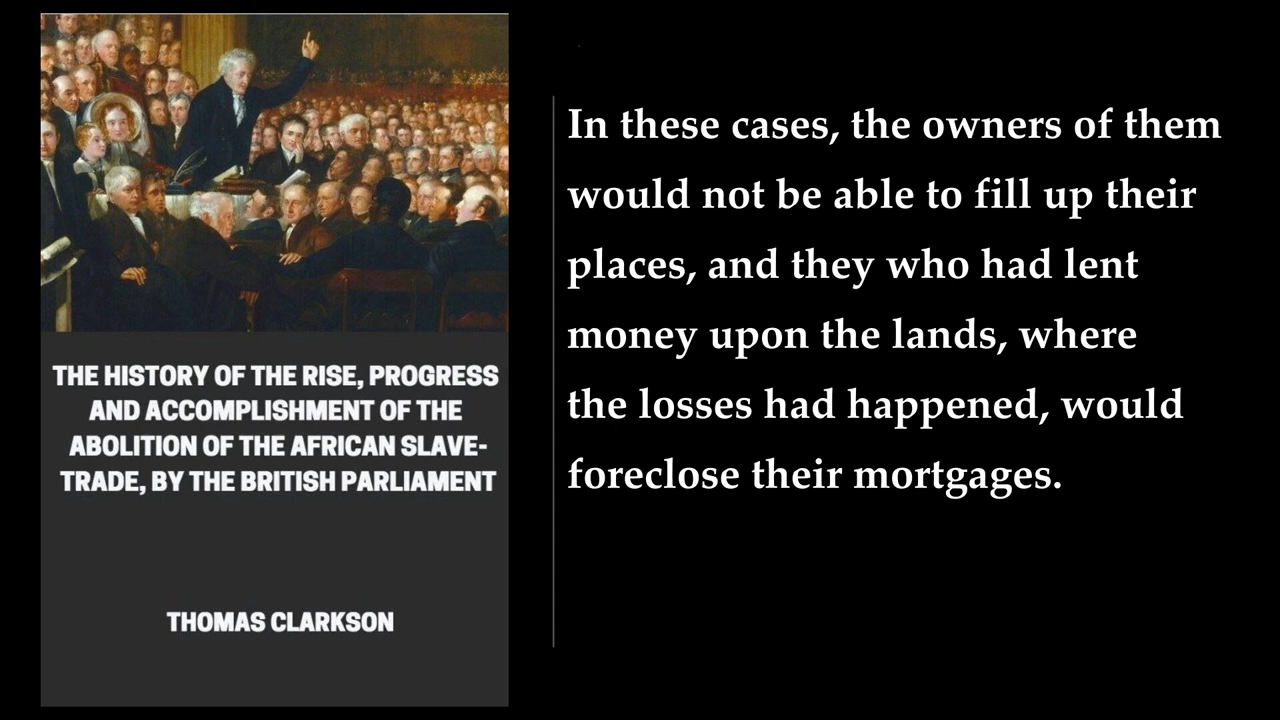 THE HISTORY OF THE RISE, PROGRESS
AND ACCOMPLISHMENT OF THE
ABOLITION OF THE AFRICAN SLAVE-
TRADE, BY THE BRITISH PARLIAMENT
THOMAS CLARKSON
In these cases, the owners of them
would not be able to fill up their
places, and they who had lent
money upon the lands, where
the losses had happened, would
foreclose their mortgages.